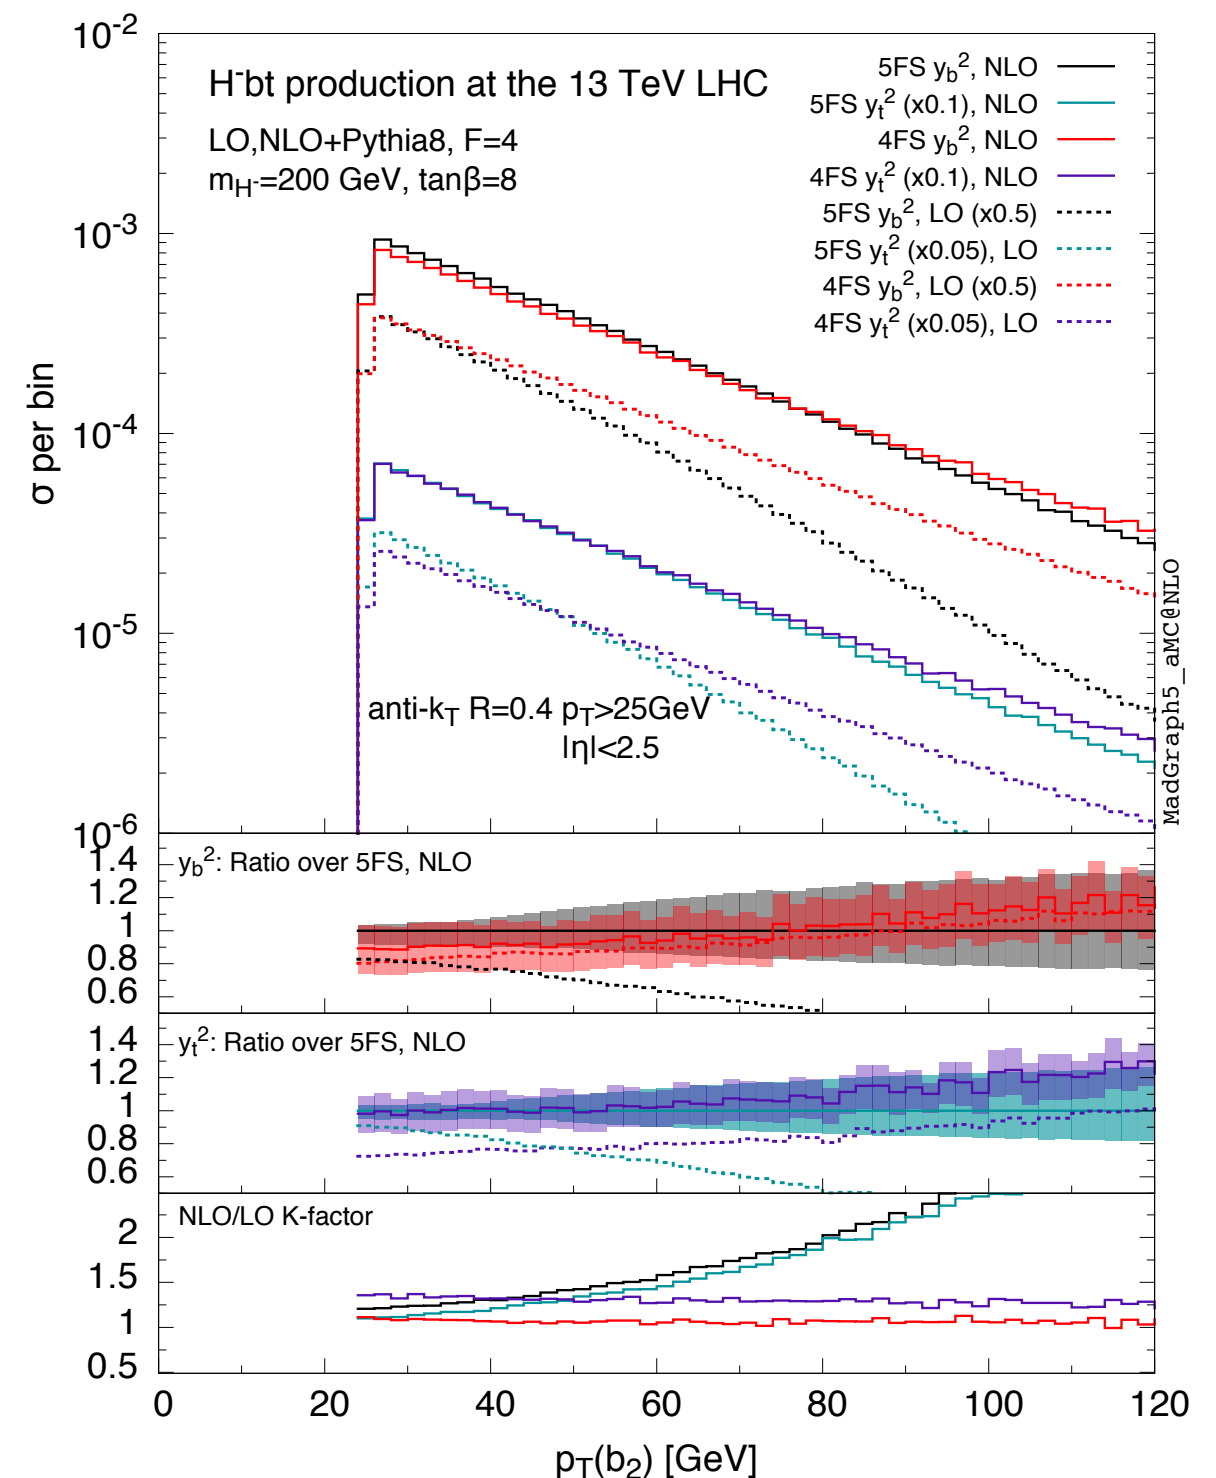 H⁻bt production at the 13 TeV LHC
LO,NLO+Pythia8, F=4
m_H⁻=200 GeV, tanβ=8
5FS y_b², NLO
5FS y_t² (x0.1), NLO
4FS y_b², NLO
4FS y_t² (x0.1), NLO
5FS y_b², LO (x0.5)
5FS y_t² (x0.05), LO
4FS y_b², LO (x0.5)
4FS y_t² (x0.05), LO
10⁻²
10⁻³
10⁻⁴
10⁻⁵
10⁻⁶
σ per bin
anti-k_T R=0.4 p_T>25GeV
|η|<2.5
MadGraph5_aMC@NLO
y_b²: Ratio over 5FS, NLO
1.4
1.2
1
0.8
0.6
y_t²: Ratio over 5FS, NLO
1.4
1.2
1
0.8
0.6
NLO/LO K-factor
2
1.5
1
0.5
0 20 40 60 80 100 120
p_T(b₂) [GeV]